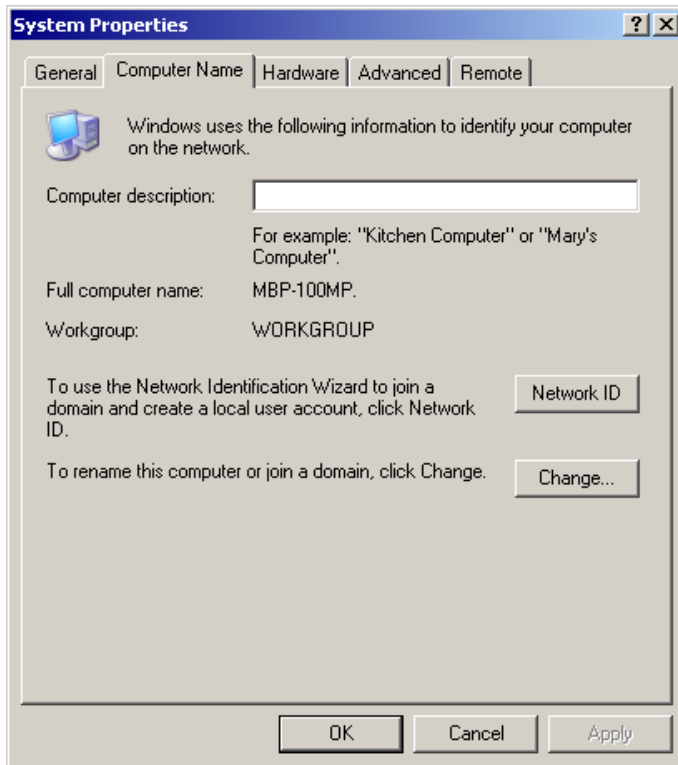 System Properties
General Computer Name Hardware Advanced Remote
Windows uses the following information to identify your computer
on the network.
Computer description:
For example: "Kitchen Computer" or "Mary's
Computer".
Full computer name: MBP-100MP.
Workgroup: WORKGROUP
To use the Network Identification Wizard to join a
domain and create a local user account, click Network
ID.
Network ID
To rename this computer or join a domain, click Change.
Change...
OK Cancel Apply